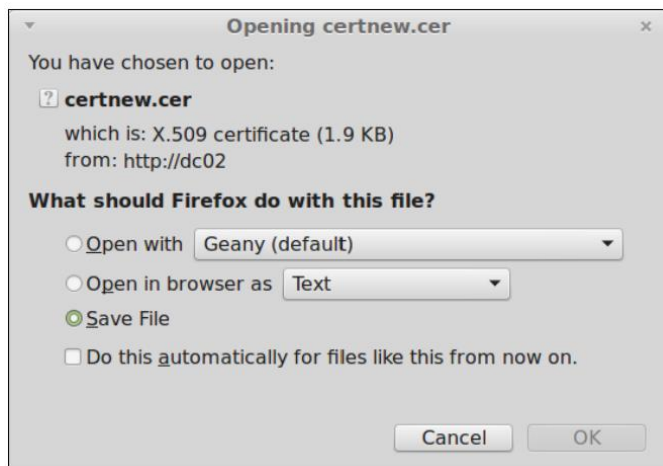 Opening certnew.cer
You have chosen to open:
certnew.cer
which is: X.509 certificate (1.9 KB)
from: http://dc02
What should Firefox do with this file?
Open with Geany (default)
Open in browser as Text
Save File
Do this automatically for files like this from now on.
Cancel OK